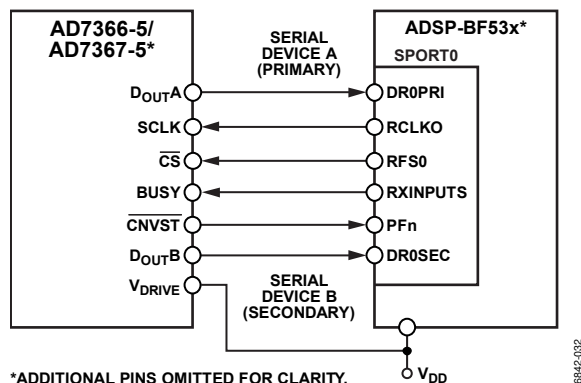 AD7366-5/
AD7367-5*
ADSP-BF53x*
SPORT0
SERIAL
DEVICE A
(PRIMARY)
DOUTA
DR0PRI
SCLK
RCLKO
CS
RFS0
BUSY
RXINPUTS
CNVST
PFn
DOUTB
DR0SEC
VDRIVE
SERIAL
DEVICE B
(SECONDARY)
VDD
*ADDITIONAL PINS OMITTED FOR CLARITY.
6842-032